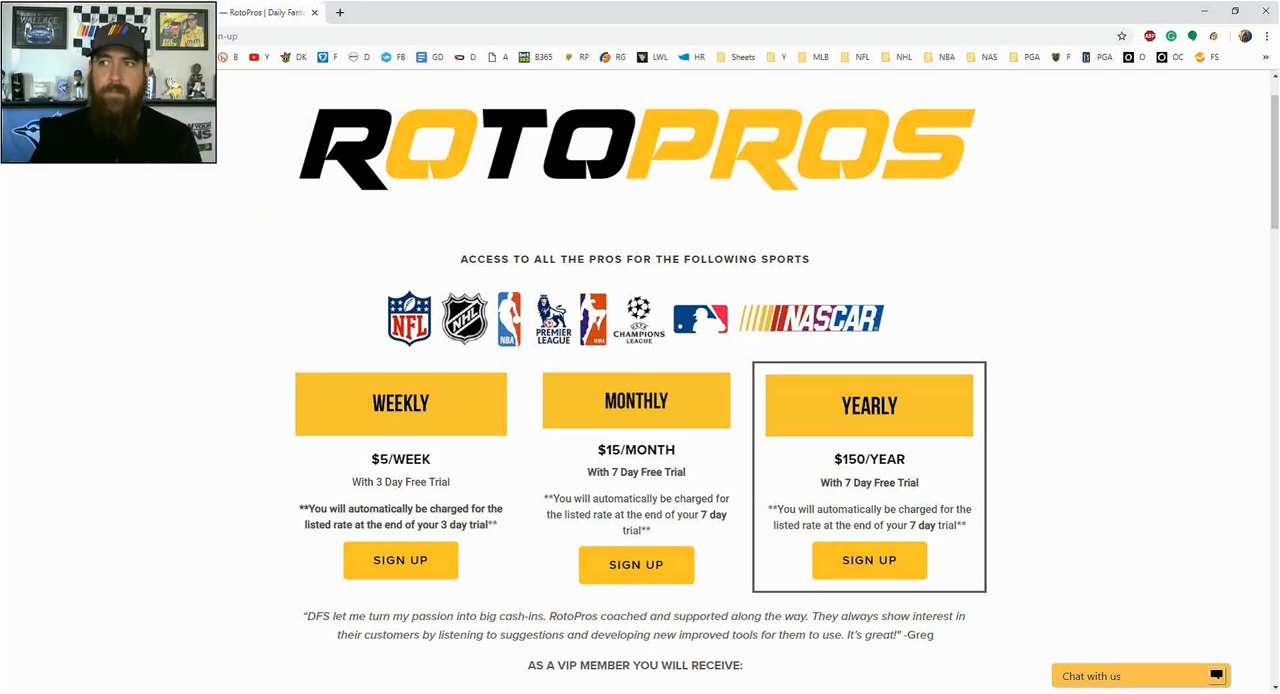 — RotoPros | Daily Fanta
n-up
B
Y
DK
F
D
FB
GD
D
A
B365
RP
RG
LWL
HR
Sheets
Y
MLB
NFL
NHL
NBA
NAS
PGA
F
PGA
O
OC
FS
ROTOPROS
ACCESS TO ALL THE PROS FOR THE FOLLOWING SPORTS
NFL
NHL
NBA
PREMIER
LEAGUE
WNBA
UEFA
CHAMPIONS
LEAGUE
NASCAR
WEEKLY
$5/WEEK
With 3 Day Free Trial
**You will automatically be charged for the
listed rate at the end of your 3 day trial**
SIGN UP
MONTHLY
$15/MONTH
With 7 Day Free Trial
**You will automatically be charged for
the listed rate at the end of your 7 day
trial**
SIGN UP
YEARLY
$150/YEAR
With 7 Day Free Trial
**You will automatically be charged for the
listed rate at the end of your 7 day trial**
SIGN UP
“DFS let me turn my passion into big cash-ins. RotoPros coached and supported along the way. They always show interest in
their customers by listening to suggestions and developing new improved tools for them to use. It’s great!" -Greg
AS A VIP MEMBER YOU WILL RECEIVE:
Chat with us